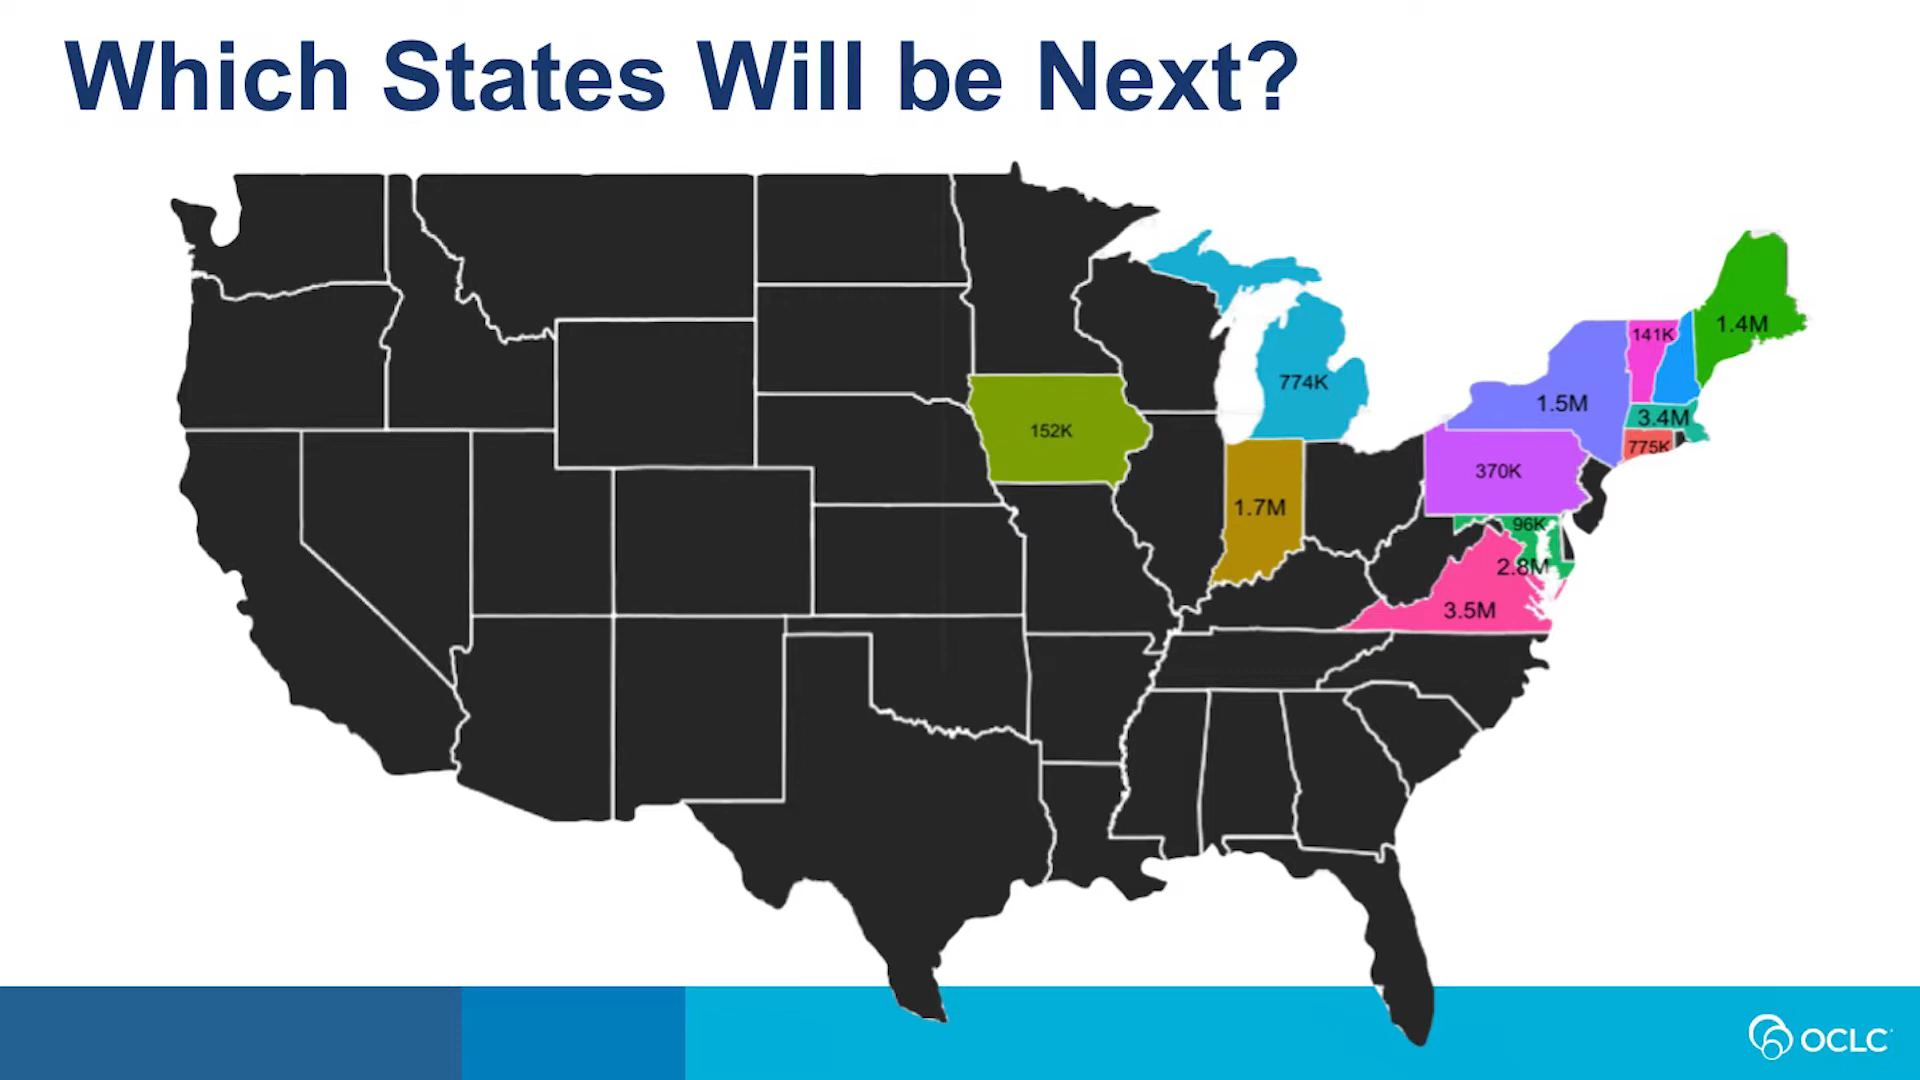 Which States Will be Next?
1.4M
141K
774K
1.5M
3.4M
152K
775K
370K
1.7M
96K
2.8M
3.5M
OCLC